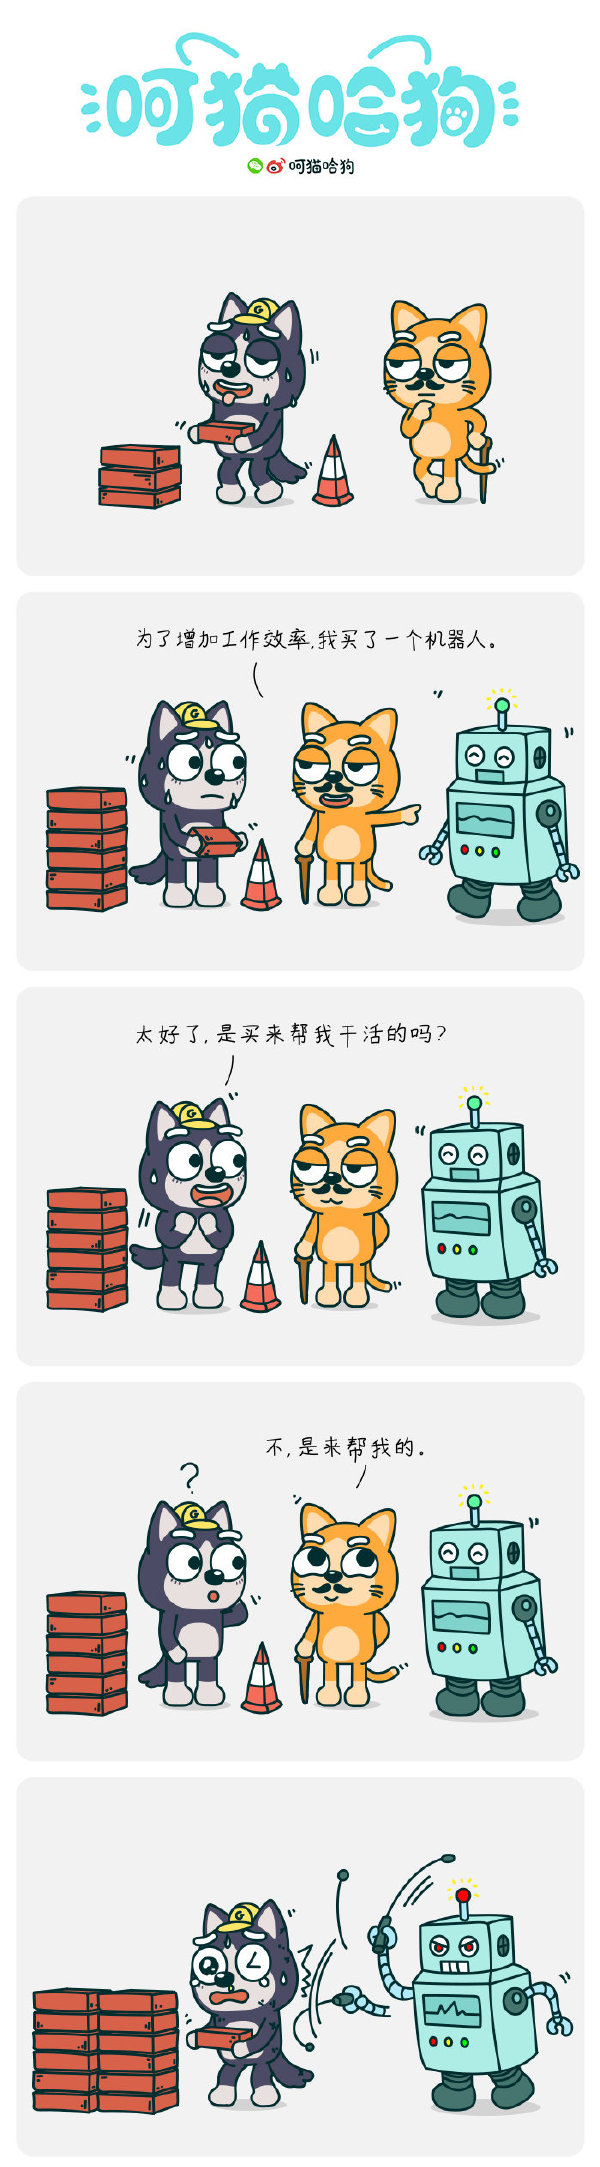 呵猫哈狗
呵猫哈狗
为了增加工作效率,我买了一个机器人。
太好了,是买来帮我干活的吗?
?
不,是来帮我的。